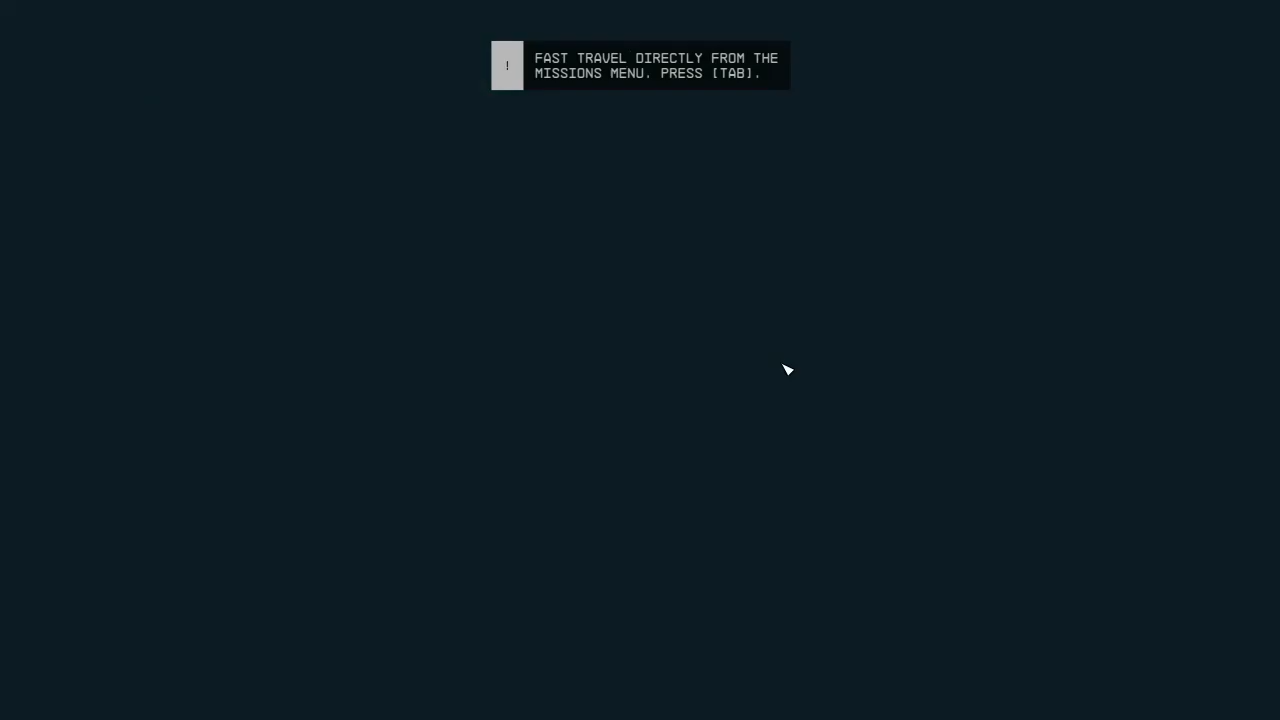 !
FAST TRAVEL DIRECTLY FROM THE
MISSIONS MENU. PRESS [TAB].